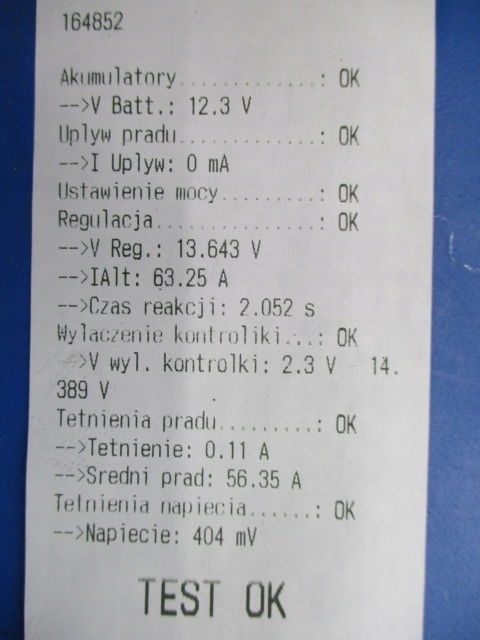 164852
Akumulatory..............: OK
-->V Batt.: 12.3 V
Uplyw pradu..............: OK
-->I Uplyw: 0 mA
Ustawienie mocy.........: OK
Regulacja................: OK
-->V Reg.: 13.643 V
-->IAlt: 63.25 A
-->Czas reakcji: 2.052 s
Wylaczenie kontroliki...: OK
-->V wyl. kontrolki: 2.3 V 14.
389 V
Tetnienia pradu.........: OK
-->Tetnienie: 0.11 A
-->Sredni prad: 56.35 A
Tetnienia napiecia......: OK
-->Napiecie: 404 mV
TEST OK